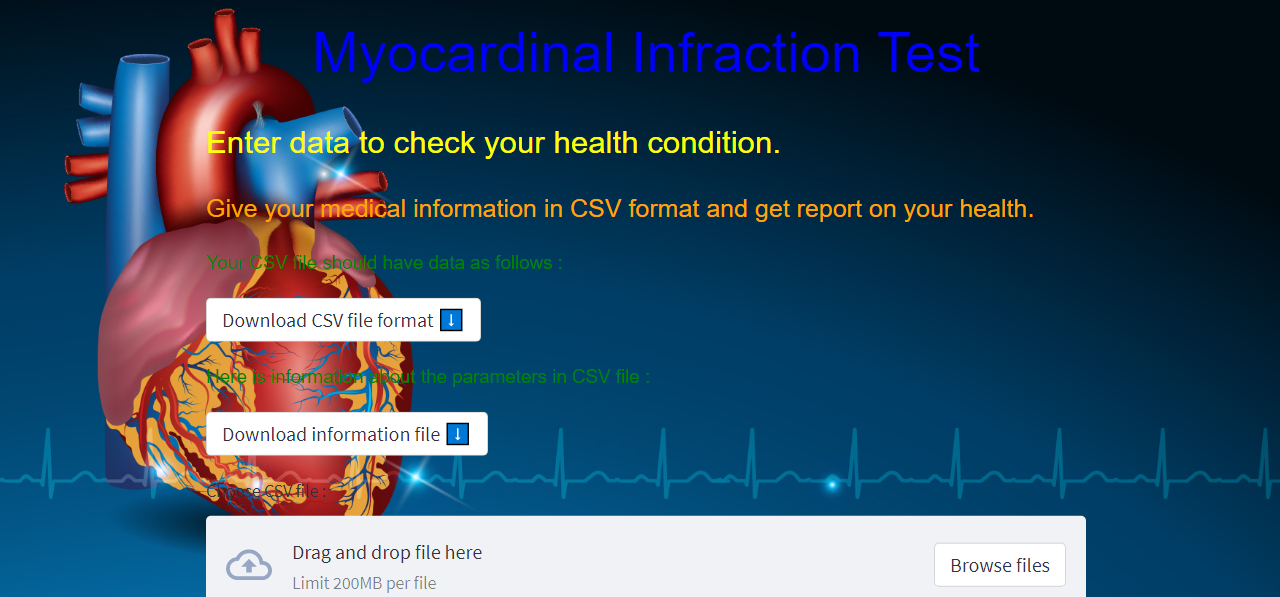 Myocardinal Infraction Test
Enter data to check your health condition.
Give your medical information in CSV format and get report on your health.
Your CSV file should have data as follows :
Download CSV file format ⬇
Here is information about the parameters in CSV file :
Download information file ⬇
Choose CSV file :
Drag and drop file here
Limit 200MB per file
Browse files